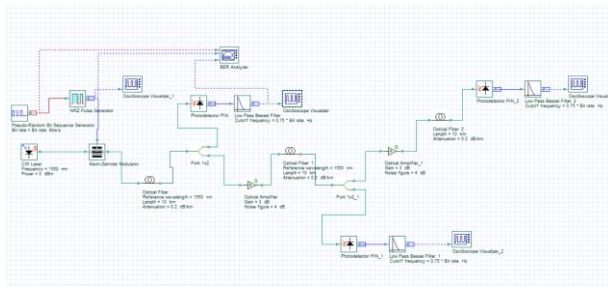 BER Analyzer
NRZ Pulse Generator
Oscilloscope Visualizer_1
Pseudo-Random Bit Sequence Generator
Bit rate = Bit rate Bits/s
Photodetector PIN
Low Pass Bessel Filter
Cutoff frequency = 0.75 * Bit rate Hz
Oscilloscope Visualizer
Photodetector PIN_2
Low Pass Bessel Filter_2
Cutoff frequency = 0.75 * Bit rate Hz
Oscilloscope Visu
CW Laser
Frequency = 1550 nm
Power = 0 dBm
Mach-Zehnder Modulator
Optical Fiber
Reference wavelength = 1550 nm
Length = 10 km
Attenuation = 0.2 dB/km
Fork 1x2
Optical Amplifier
Gain = 3 dB
Noise figure = 4 dB
Optical Fiber_1
Reference wavelength = 1550 nm
Length = 10 km
Attenuation = 0.2 dB/km
Fork 1x2_1
Optical Amplifier_1
Gain = 3 dB
Noise figure = 4 dB
Optical Fiber_2
Length = 10 km
Attenuation = 0.2 dB/km
Photodetector PIN_1
Low Pass Bessel Filter_1
Cutoff frequency = 0.75 * Bit rate Hz
Oscilloscope Visualizer_2